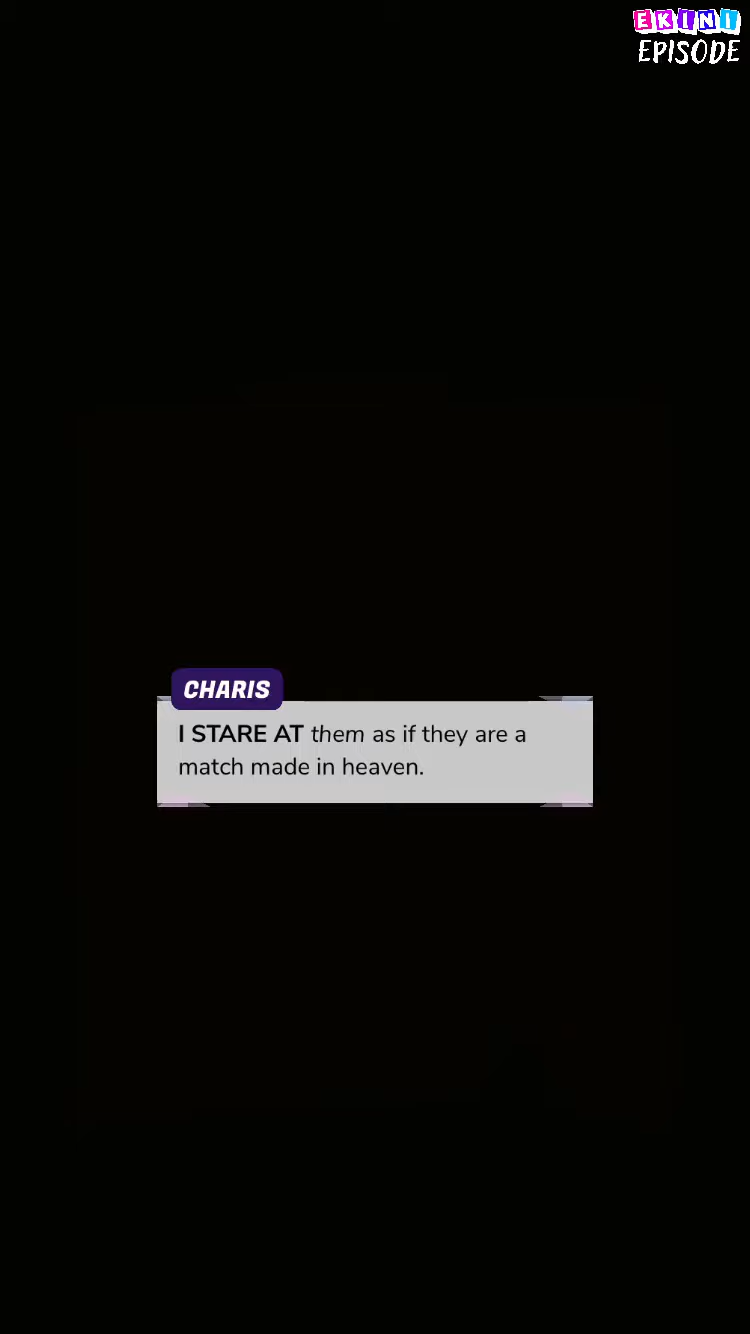 EKINI
EPISODE
CHARIS
I STARE AT them as if they are a
match made in heaven.